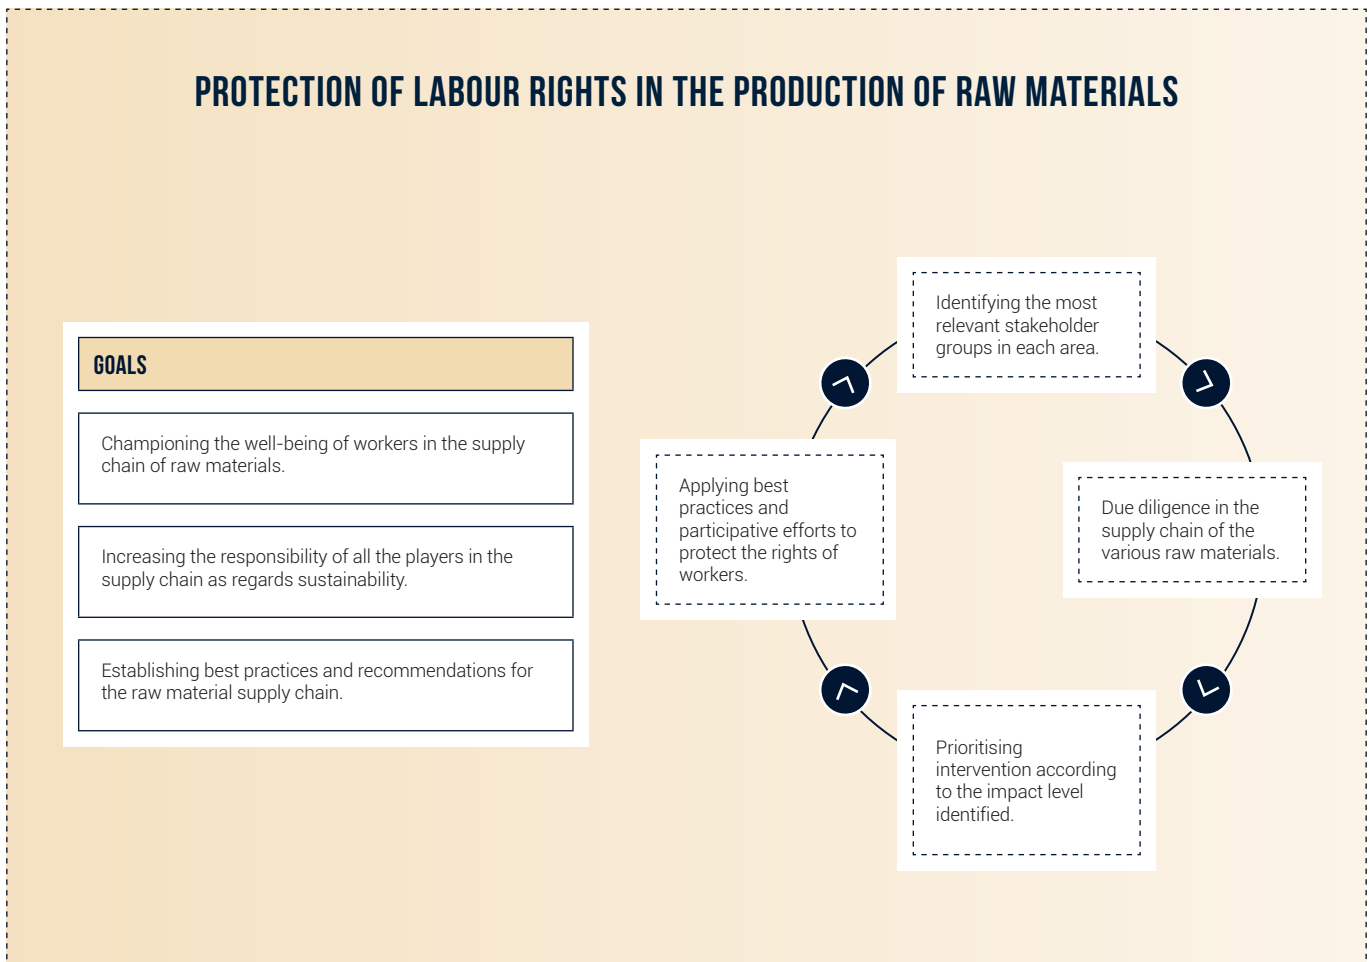 PROTECTION OF LABOUR RIGHTS IN THE PRODUCTION OF RAW MATERIALS
GOALS
Championing the well-being of workers in the supply
chain of raw materials.
Increasing the responsibility of all the players in the
supply chain as regards sustainability.
Establishing best practices and recommendations for
the raw material supply chain.
Identifying the most
relevant stakeholder
groups in each area.
Due diligence in the
supply chain of the
various raw materials.
Prioritising
intervention according
to the impact level
identified.
Applying best
practices and
participative efforts to
protect the rights of
workers.